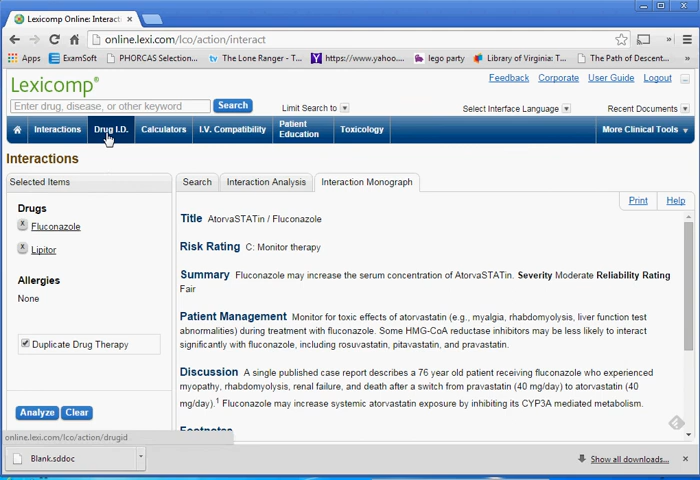 Lexicomp Online: Interacti
online.lexi.com/lco/action/interact
Apps ExamSoft PHORCAS Selection... The Lone Ranger - T... https://www.yahoo.... lego party Library of Virginia: T... The Path of Descent...
Lexicomp®
Feedback Corporate User Guide Logout
Enter drug, disease, or other keyword Search Limit Search to Select Interface Language Recent Documents
Interactions Drug I.D. Calculators I.V. Compatibility Patient Education Toxicology More Clinical Tools
Interactions
Selected Items
Search Interaction Analysis Interaction Monograph
Print Help
Drugs
x Fluconazole
x Lipitor
Allergies
None
Duplicate Drug Therapy
Analyze Clear
Title AtorvaSTATin / Fluconazole
Risk Rating C: Monitor therapy
Summary Fluconazole may increase the serum concentration of AtorvaSTATin. Severity Moderate Reliability Rating
Fair
Patient Management Monitor for toxic effects of atorvastatin (e.g., myalgia, rhabdomyolysis, liver function test
abnormalities) during treatment with fluconazole. Some HMG-CoA reductase inhibitors may be less likely to interact
significantly with fluconazole, including rosuvastatin, pitavastatin, and pravastatin.
Discussion A single published case report describes a 76 year old patient receiving fluconazole who experienced
myopathy, rhabdomyolysis, renal failure, and death after a switch from pravastatin (40 mg/day) to atorvastatin (40
mg/day).1 Fluconazole may increase systemic atorvastatin exposure by inhibiting its CYP3A mediated metabolism.
Footnotes
online.lexi.com/lco/action/drugid
Blank.sddoc
Show all downloads...